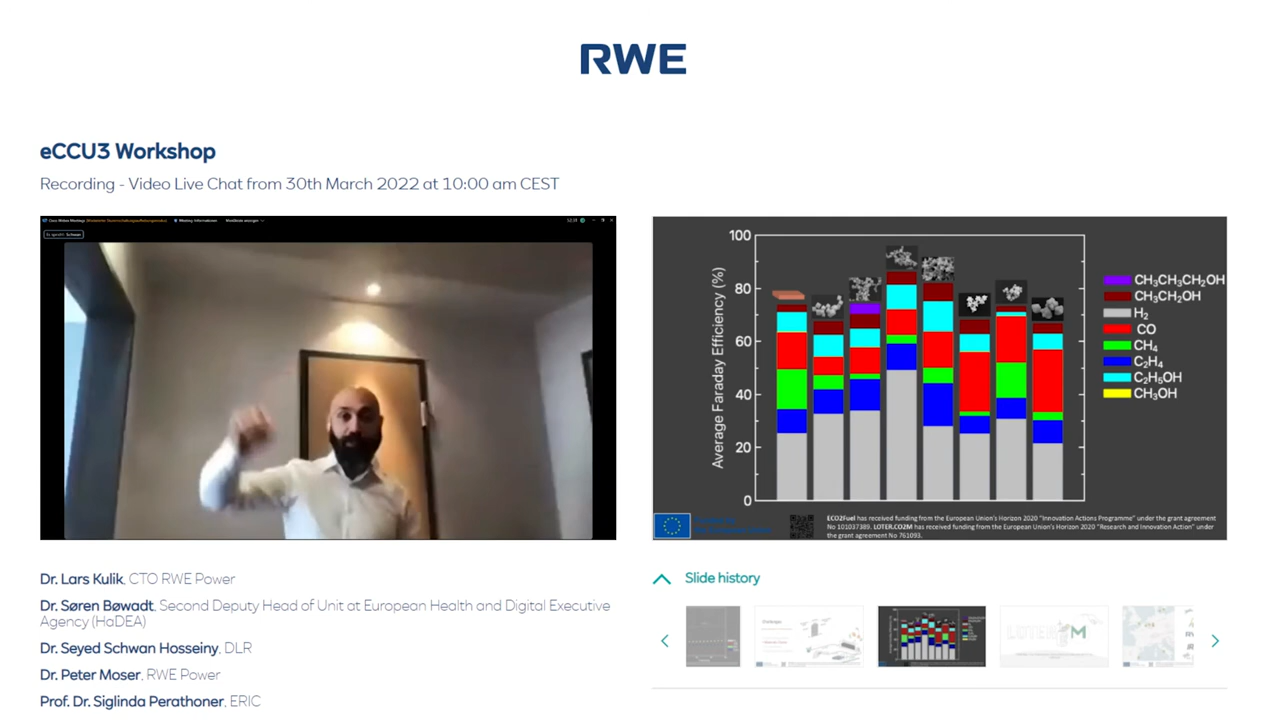 RWE
eCCU3 Workshop
Recording - Video Live Chat from 30th March 2022 at 10:00 am CEST
Es spricht: Schwan
100
80
60
40
20
0
Average Faraday Efficiency (%)
CH₃CH₃CH₂OH
CH₃CH₂OH
H₂
CO
CH₄
C₂H₄
C₂H₅OH
CH₃OH
ECO2Fuel has received funding from the European Union's Horizon 2020 "Innovation Actions Programme" under the grant agreement
No 101037389. LOTER.CO2M has received funding from the European Union's Horizon 2020 "Research and Innovation Action" under
the grant agreement No 761093.
Dr. Lars Kulik, CTO RWE Power
Dr. Søren Bøwadt, Second Deputy Head of Unit at European Health and Digital Executive
Agency (HaDEA)
Dr. Seyed Schwan Hosseiny, DLR
Dr. Peter Moser, RWE Power
Prof. Dr. Siglinda Perathoner, ERIC
Slide history